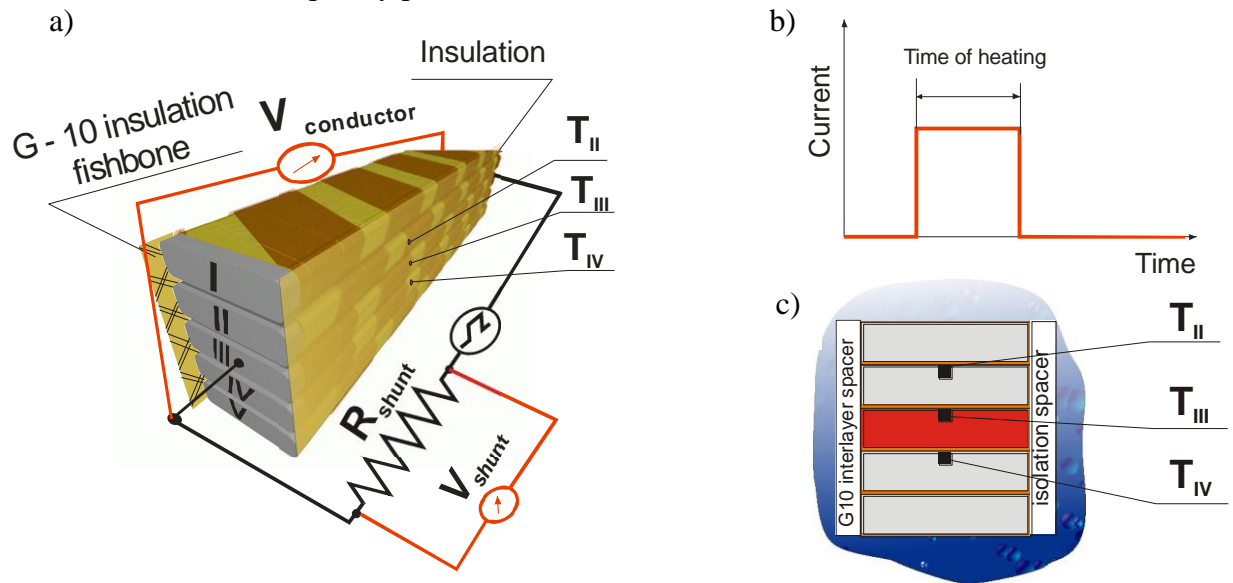 a)
Insulation
G - 10 insulation
fishbone
V conductor
T II
T III
T IV
I
II
III
IV
V
R shunt
V shunt
b)
Time of heating
Current
Time
c)
G10 interlayer spacer
isolation spacer
T II
T III
T IV